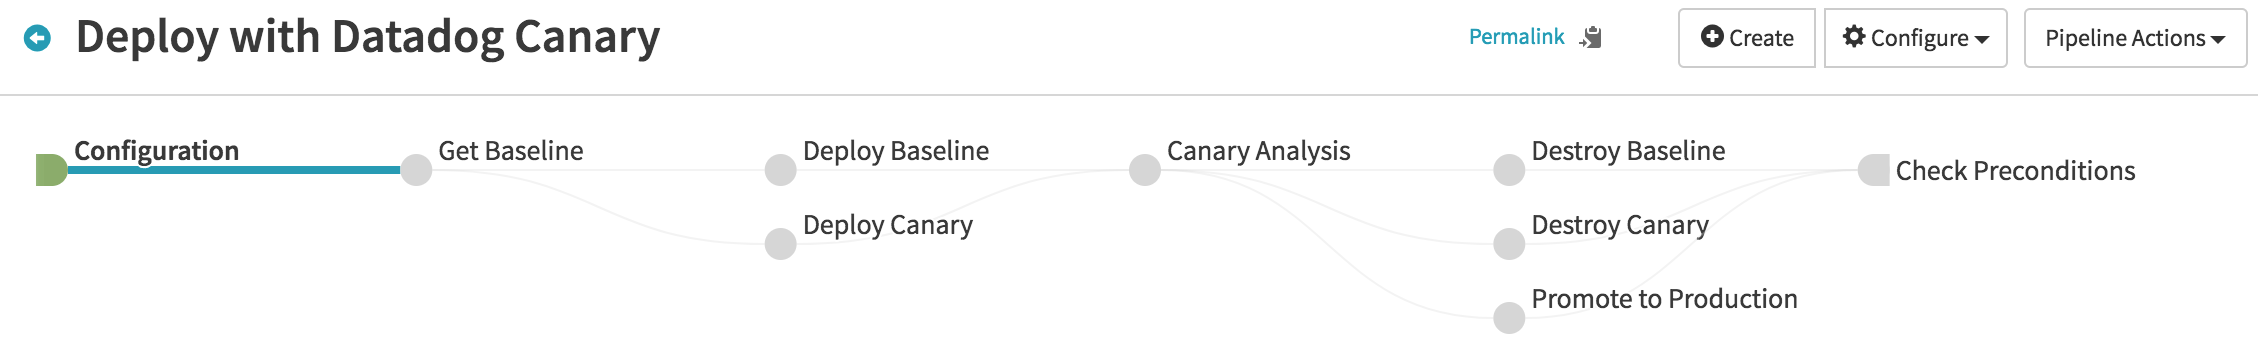 Deploy with Datadog Canary
Permalink
Create
Configure
Pipeline Actions
Configuration
Get Baseline
Deploy Baseline
Canary Analysis
Destroy Baseline
Check Preconditions
Deploy Canary
Destroy Canary
Promote to Production